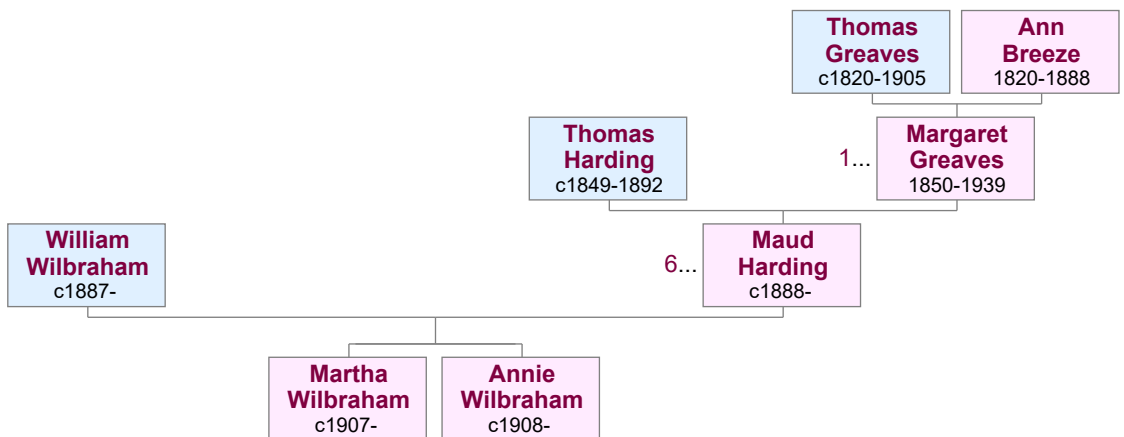 Thomas
Greaves
c1820-1905
Ann
Breeze
1820-1888
Thomas
Harding
c1849-1892
1...
Margaret
Greaves
1850-1939
William
Wilbraham
c1887-
6...
Maud
Harding
c1888-
Martha
Wilbraham
c1907-
Annie
Wilbraham
c1908-